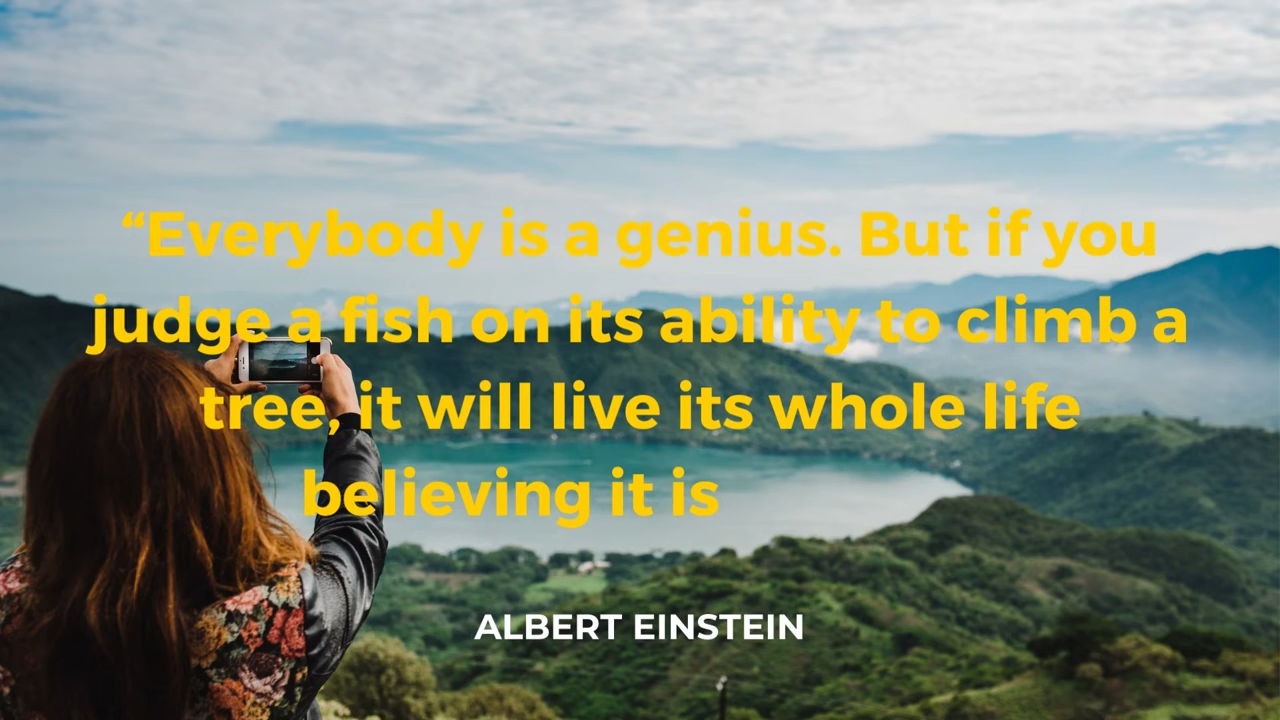 “Everybody is a genius. But if you
judge a fish on its ability to climb a
tree, it will live its whole life
believing it is
ALBERT EINSTEIN